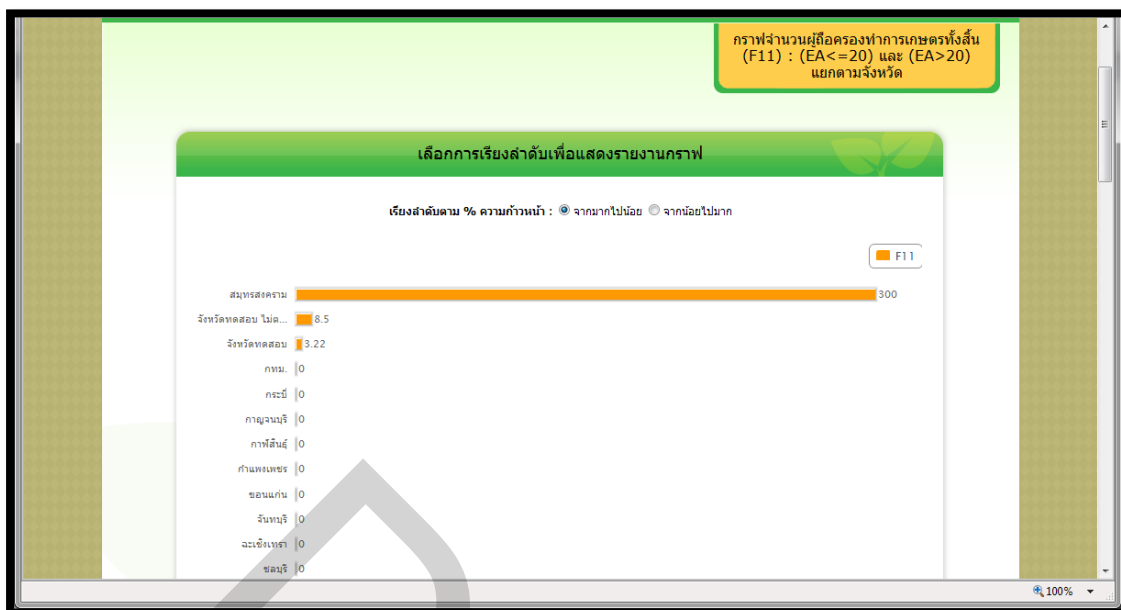 กราฟจำนวนผู้ถือครองทำการเกษตรทั้งสิ้น
(F11) : (EA<=20) และ (EA>20)
แยกตามจังหวัด
เลือกการเรียงลำดับเพื่อแสดงรายงานกราฟ
เรียงลำดับตาม % ความก้าวหน้า : จากมากไปน้อย จากน้อยไปมาก
F11
สมุทรสงคราม 300
จังหวัดทดสอบ ไม่ต... 8.5
จังหวัดทดสอบ 3.22
กทม. 0
กระบี่ 0
กาญจนบุรี 0
กาฬสินธุ์ 0
กำแพงเพชร 0
ขอนแก่น 0
จันทบุรี 0
ฉะเชิงเทรา 0
ชลบุรี 0
100%